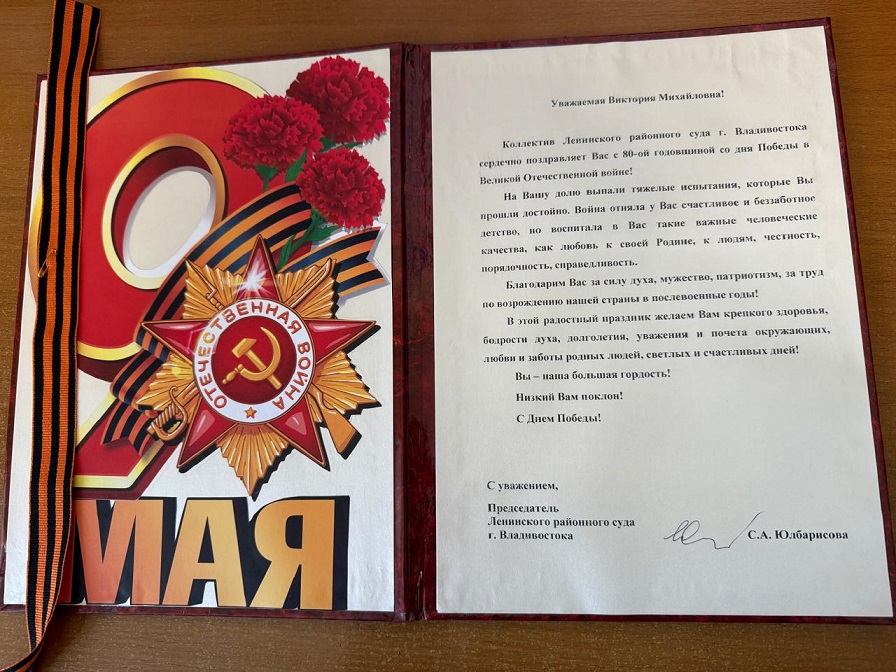 9
ОТЕЧЕСТВЕННАЯ ВОЙНА
МАЯ
Уважаемая Виктория Михайловна!
Коллектив Ленинского районного суда г. Владивостока
сердечно поздравляет Вас с 80-ой годовщиной со дня Победы в
Великой Отечественной войне!
На Вашу долю выпали тяжелые испытания, которые Вы
прошли достойно. Война отняла у Вас счастливое и беззаботное
детство, но воспитала в Вас такие важные человеческие
качества, как любовь к своей Родине, к людям, честность,
порядочность, справедливость.
Благодарим Вас за силу духа, мужество, патриотизм, за труд
по возрождению нашей страны в послевоенные годы!
В этой радостный праздник желаем Вам крепкого здоровья,
бодрости духа, долголетия, уважения и почета окружающих,
любви и заботы родных людей, светлых и счастливых дней!
Вы – наша большая гордость!
Низкий Вам поклон!
С Днем Победы!
С уважением,
Председатель
Ленинского районного суда
г. Владивостока
С.А. Юлбарисова